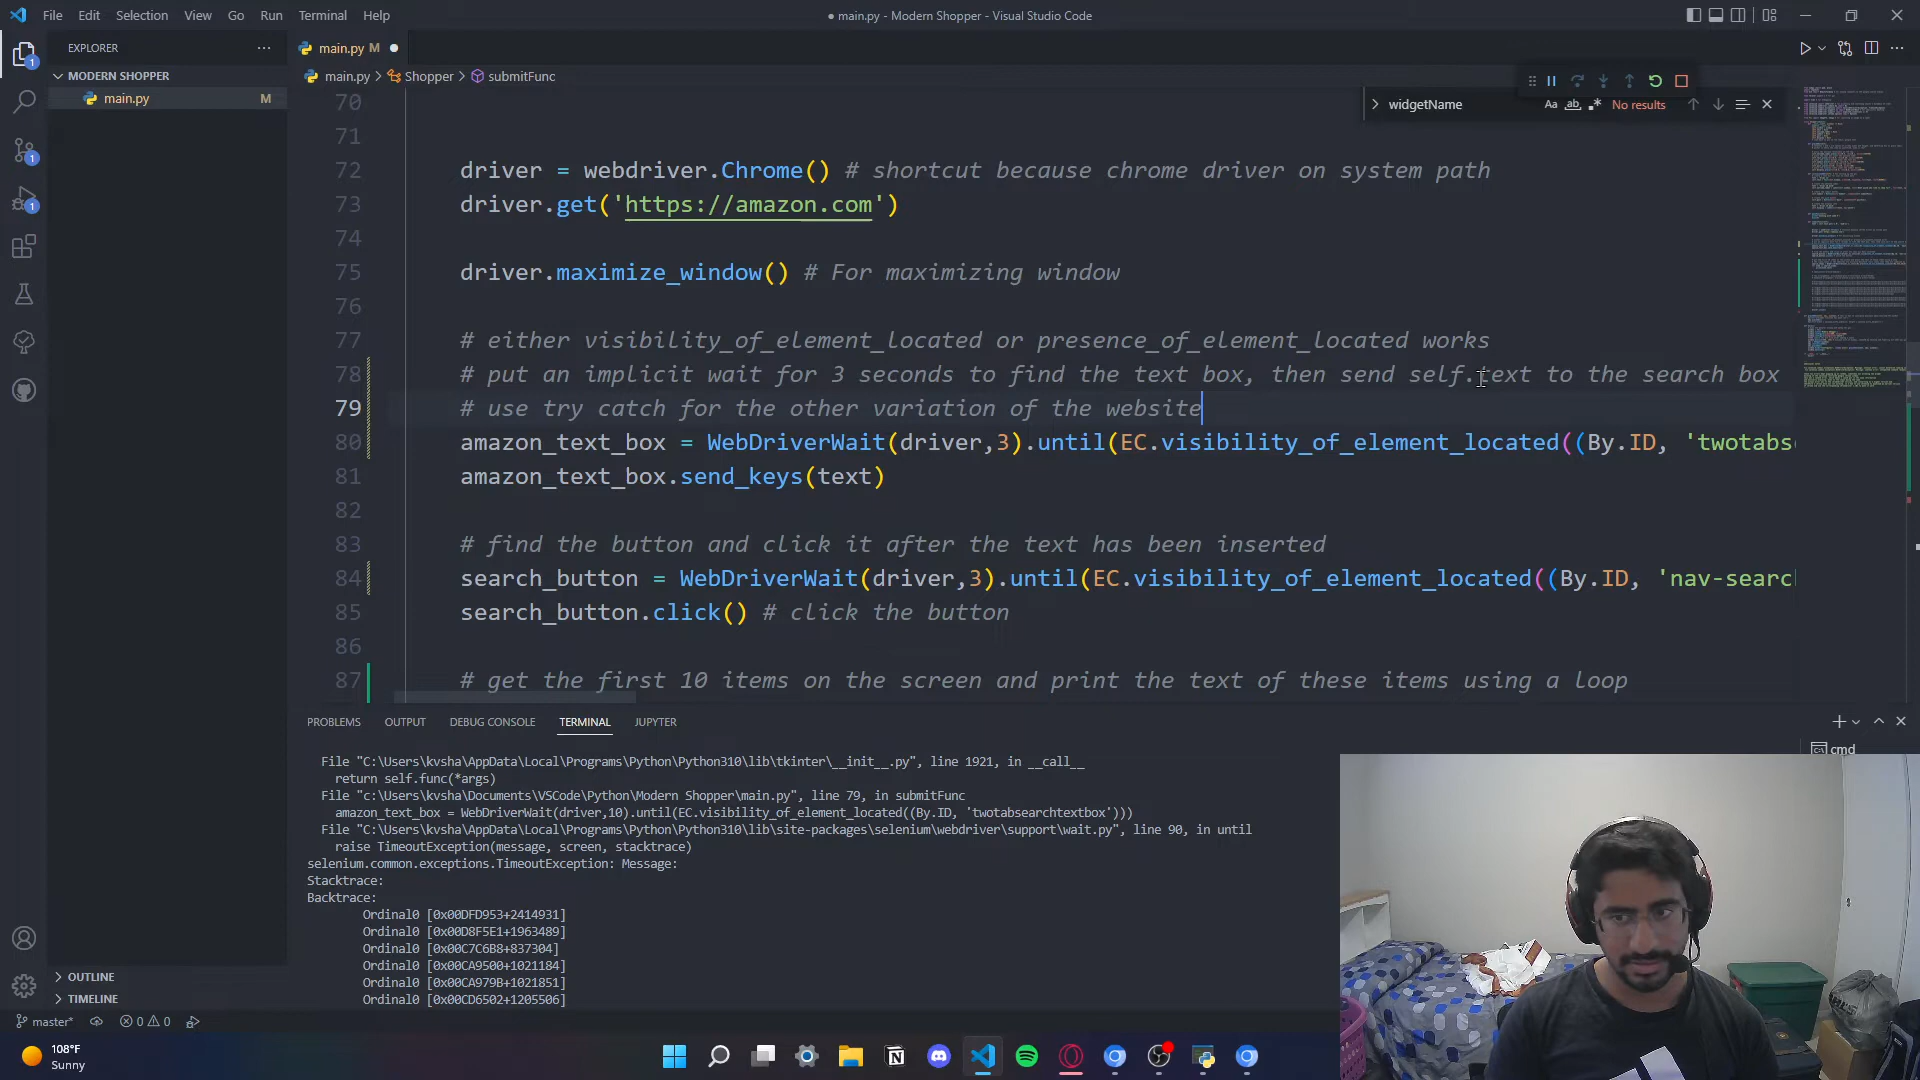 File Edit Selection View Go Run Terminal Help
● main.py - Modern Shopper - Visual Studio Code
EXPLORER
MODERN SHOPPER
main.py M
main.py M
main.py > Shopper > submitFunc
widgetName
Aa ab .* No results
70
71
72 driver = webdriver.Chrome() # shortcut because chrome driver on system path
73 driver.get('https://amazon.com')
74
75 driver.maximize_window() # For maximizing window
76
77 # either visibility_of_element_located or presence_of_element_located works
78 # put an implicit wait for 3 seconds to find the text box, then send self.text to the search box
79 # use try catch for the other variation of the website
80 amazon_text_box = WebDriverWait(driver,3).until(EC.visibility_of_element_located((By.ID, 'twotabs
81 amazon_text_box.send_keys(text)
82
83 # find the button and click it after the text has been inserted
84 search_button = WebDriverWait(driver,3).until(EC.visibility_of_element_located((By.ID, 'nav-searc
85 search_button.click() # click the button
86
87 # get the first 10 items on the screen and print the text of these items using a loop
PROBLEMS OUTPUT DEBUG CONSOLE TERMINAL JUPYTER
cmd
File "C:\Users\kvsha\AppData\Local\Programs\Python\Python310\lib\tkinter\__init__.py", line 1921, in __call__
return self.func(*args)
File "c:\Users\kvsha\Documents\VSCode\Python\Modern Shopper\main.py", line 79, in submitFunc
amazon_text_box = WebDriverWait(driver,10).until(EC.visibility_of_element_located((By.ID, 'twotabsearchtextbox')))
File "C:\Users\kvsha\AppData\Local\Programs\Python\Python310\lib\site-packages\selenium\webdriver\support\wait.py", line 90, in until
raise TimeoutException(message, screen, stacktrace)
selenium.common.exceptions.TimeoutException: Message:
Stacktrace:
Backtrace:
Ordinal0 [0x00DFD953+2414931]
Ordinal0 [0x00D8F5E1+1963489]
Ordinal0 [0x00C7C6B8+837304]
Ordinal0 [0x00CA9500+1021184]
Ordinal0 [0x00CA979B+1021851]
Ordinal0 [0x00CD6502+1205506]
OUTLINE
TIMELINE
master* 0 0
108°F
Sunny